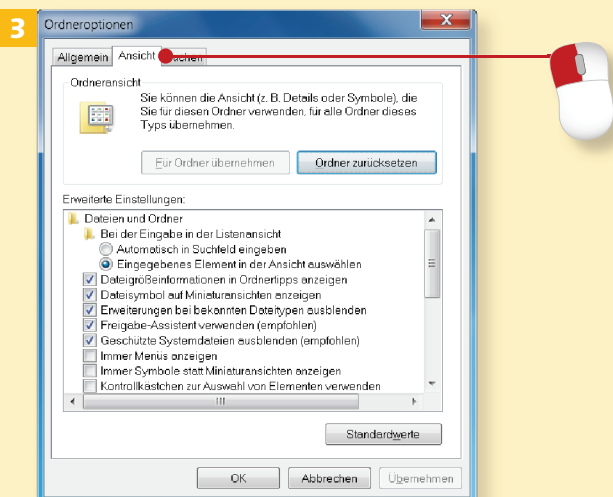 3
Ordneroptionen
Allgemein Ansicht
Ordneransicht
Sie können die Ansicht (z. B. Details oder Symbole), die
Sie für diesen Ordner verwenden, für alle Ordner dieses
Typs übernehmen.
Für Ordner übernehmen Ordner zurücksetzen
Erweiterte Einstellungen:
Dateien und Ordner
Bei der Eingabe in der Listenansicht
Automatisch in Suchfeld eingeben
Eingegebenes Element in der Ansicht auswählen
Dateigrößeinformationen in Ordnertipps anzeigen
Dateisymbol auf Miniaturansichten anzeigen
Erweiterungen bei bekannten Dateitypen ausblenden
Freigabe-Assistent verwenden (empfohlen)
Geschützte Systemdateien ausblenden (empfohlen)
Immer Menüs anzeigen
Immer Symbole statt Miniaturansichten anzeigen
Kontrollkästchen zur Auswahl von Elementen verwenden
Standardwerte
OK Abbrechen Übernehmen